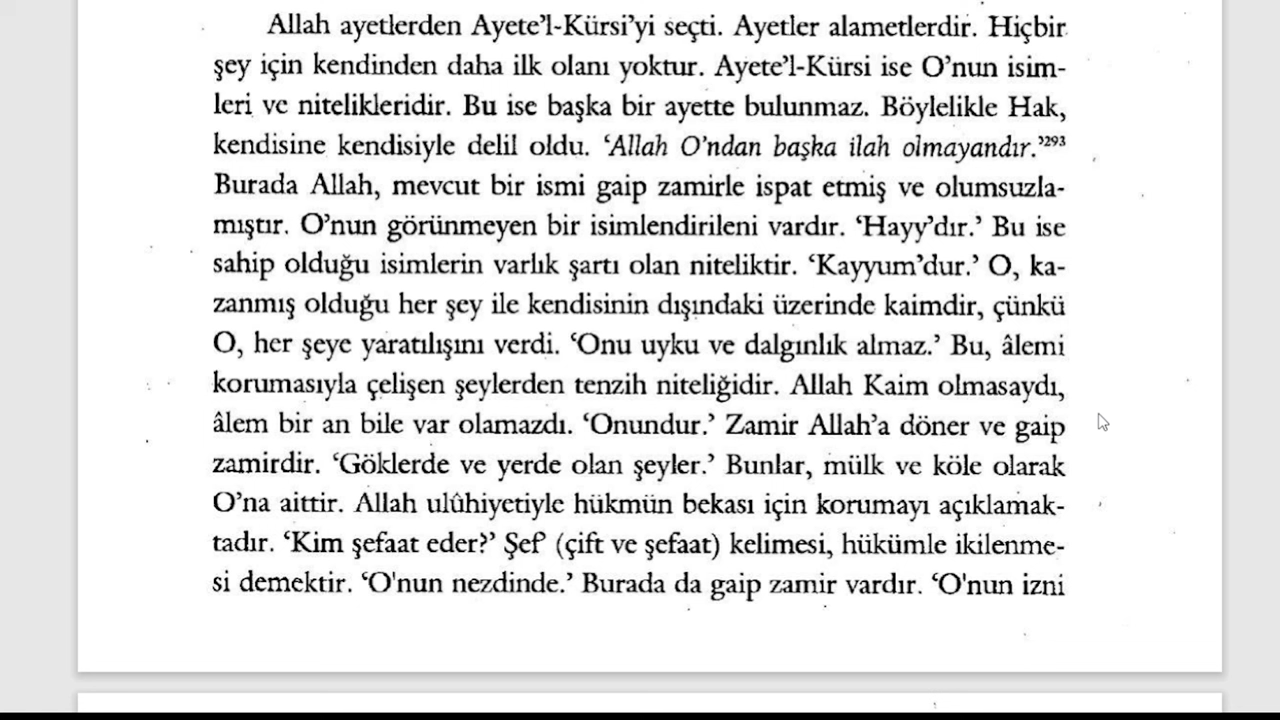 Allah ayetlerden Ayete’l-Kürsi’yi seçti. Ayetler alametlerdir. Hiçbir
şey için kendinden daha ilk olanı yoktur. Ayete’l-Kürsi ise O’nun isim-
leri ve nitelikleridir. Bu ise başka bir ayette bulunmaz. Böylelikle Hak,
kendisine kendisiyle delil oldu. ‘Allah O’ndan başka ilah olmayandır.’²⁹³
Burada Allah, mevcut bir ismi gaip zamirle ispat etmiş ve olumsuzla-
mıştır. O’nun görünmeyen bir isimlendirileni vardır. ‘Hayy’dır.’ Bu ise
sahip olduğu isimlerin varlık şartı olan niteliktir. ‘Kayyum’dur.’ O, ka-
zanmış olduğu her şey ile kendisinin dışındaki üzerinde kaimdir, çünkü
O, her şeye yaratılışını verdi. ‘Onu uyku ve dalgınlık almaz.’ Bu, âlemi
korumasıyla çelişen şeylerden tenzih niteliğidir. Allah Kaim olmasaydı,
âlem bir an bile var olamazdı. ‘Onundur.’ Zamir Allah’a döner ve gaip
zamirdir. ‘Göklerde ve yerde olan şeyler.’ Bunlar, mülk ve köle olarak
O’na aittir. Allah ulûhiyetiyle hükmün bekası için korumayı açıklamak-
tadır. ‘Kim şefaat eder?’ Şef’ (çift ve şefaat) kelimesi, hükümle ikilenme-
si demektir. ‘O'nun nezdinde.’ Burada da gaip zamir vardır. ‘O'nun izni